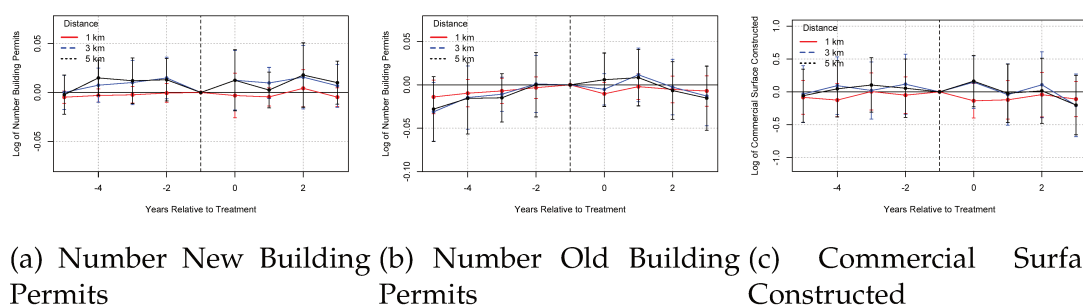 Distance
1 km
3 km
5 km
Log of Number Building Permits
0.05
0.00
-0.05
-4
-2
0
2
Years Relative to Treatment
Distance
1 km
3 km
5 km
Log of Number Building Permits
0.05
0.00
-0.05
-0.10
-4
-2
0
2
Years Relative to Treatment
Distance
1 km
3 km
5 km
Log of Commercial Surface Constructed
1.0
0.5
0.0
-0.5
-1.0
-4
-2
0
2
Years Relative to Treatment
(a) Number New Building
Permits
(b) Number Old Building
Permits
(c) Commercial Surfa
Constructed